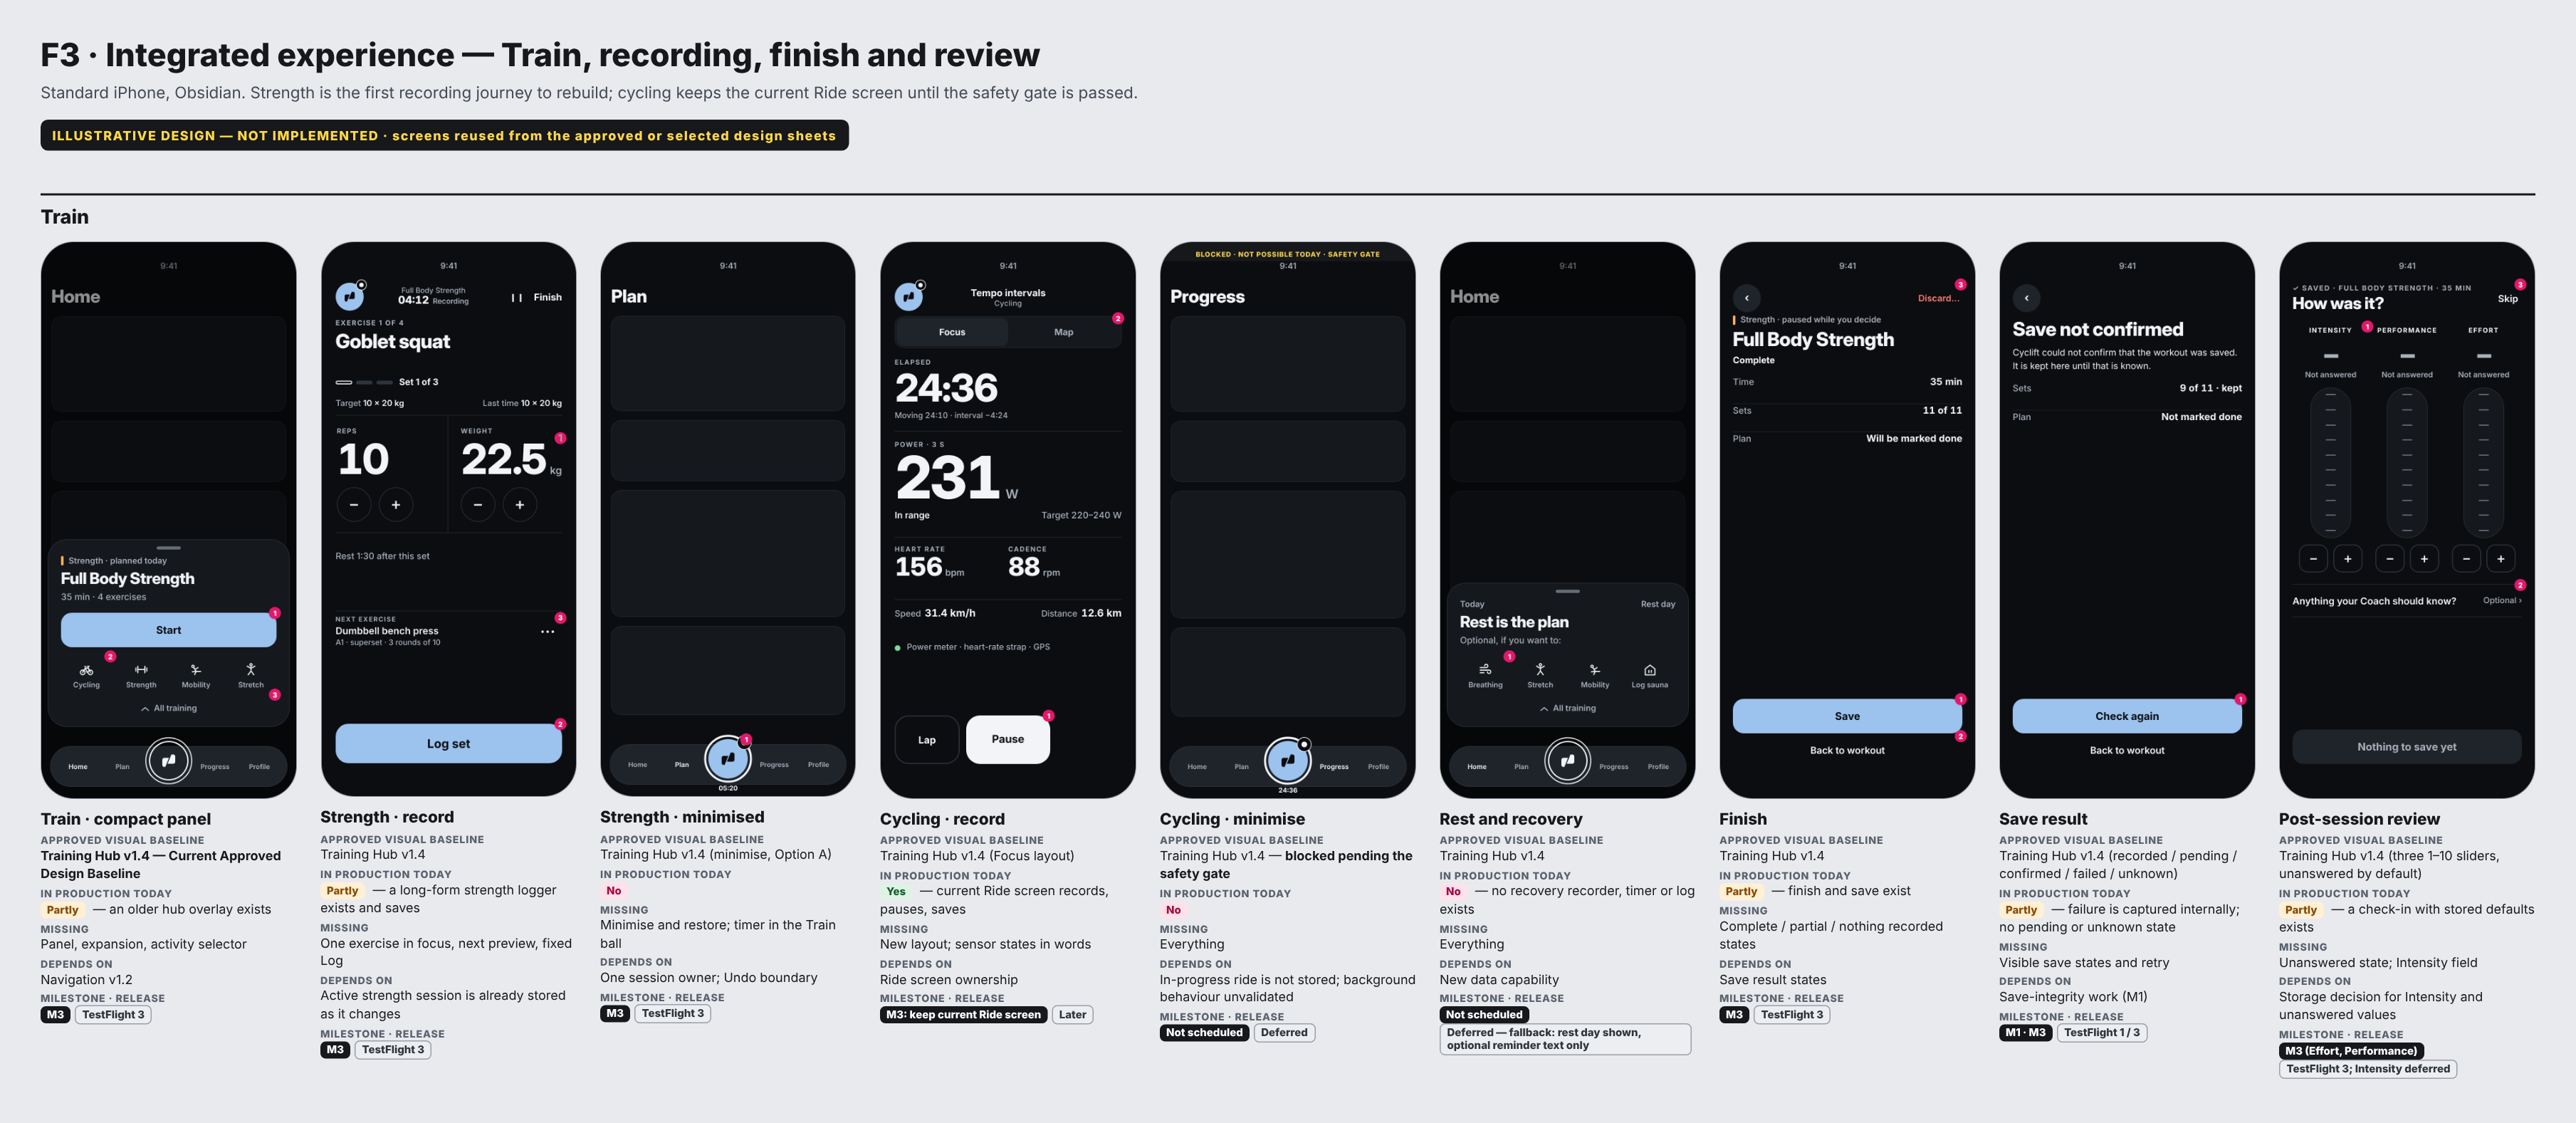 F3 · Integrated experience — Train, recording, finish and review
Standard iPhone, Obsidian. Strength is the first recording journey to rebuild; cycling keeps the current Ride screen until the safety gate is passed.
ILLUSTRATIVE DESIGN — NOT IMPLEMENTED · screens reused from the approved or selected design sheets
Train
9:41
Home
Strength · planned today
Full Body Strength
35 min · 4 exercises
1
Start
2
Cycling
Strength
Mobility
Stretch
3
All training
Home
Plan
Progress
Profile
Train · compact panel
APPROVED VISUAL BASELINE
Training Hub v1.4 — Current Approved
Design Baseline
IN PRODUCTION TODAY
Partly — an older hub overlay exists
MISSING
Panel, expansion, activity selector
DEPENDS ON
Navigation v1.2
MILESTONE · RELEASE
M3 TestFlight 3
9:41
Full Body Strength
04:12 Recording
Finish
EXERCISE 1 OF 4
Goblet squat
Set 1 of 3
Target 10 × 20 kg
Last time 10 × 20 kg
REPS
WEIGHT
1
10
22.5 kg
− +
− +
Rest 1:30 after this set
NEXT EXERCISE
3
Dumbbell bench press
A1 · superset · 3 rounds of 10
2
Log set
Strength · record
APPROVED VISUAL BASELINE
Training Hub v1.4
IN PRODUCTION TODAY
Partly — a long-form strength logger
exists and saves
MISSING
One exercise in focus, next preview, fixed
Log
DEPENDS ON
Active strength session is already stored
as it changes
MILESTONE · RELEASE
M3 TestFlight 3
9:41
Plan
1
Home
Plan
Progress
Profile
05:20
Strength · minimised
APPROVED VISUAL BASELINE
Training Hub v1.4 (minimise, Option A)
IN PRODUCTION TODAY
No
MISSING
Minimise and restore; timer in the Train
ball
DEPENDS ON
One session owner; Undo boundary
MILESTONE · RELEASE
M3 TestFlight 3
9:41
Tempo intervals
Cycling
2
Focus
Map
ELAPSED
24:36
Moving 24:10 · interval −4:24
POWER · 3 S
231 W
In range
Target 220–240 W
HEART RATE
CADENCE
156 bpm
88 rpm
Speed 31.4 km/h
Distance 12.6 km
Power meter · heart-rate strap · GPS
1
Lap
Pause
Cycling · record
APPROVED VISUAL BASELINE
Training Hub v1.4 (Focus layout)
IN PRODUCTION TODAY
Yes — current Ride screen records,
pauses, saves
MISSING
New layout; sensor states in words
DEPENDS ON
Ride screen ownership
MILESTONE · RELEASE
M3: keep current Ride screen Later
BLOCKED · NOT POSSIBLE TODAY · SAFETY GATE
9:41
Progress
Home
Plan
Progress
Profile
24:36
Cycling · minimise
APPROVED VISUAL BASELINE
Training Hub v1.4 — blocked pending the
safety gate
IN PRODUCTION TODAY
No
MISSING
Everything
DEPENDS ON
In-progress ride is not stored; background
behaviour unvalidated
MILESTONE · RELEASE
Not scheduled Deferred
9:41
Home
Today
Rest day
Rest is the plan
Optional, if you want to:
1
Breathing
Stretch
Mobility
Log sauna
All training
Home
Plan
Progress
Profile
Rest and recovery
APPROVED VISUAL BASELINE
Training Hub v1.4
IN PRODUCTION TODAY
No — no recovery recorder, timer or log
exists
MISSING
Everything
DEPENDS ON
New data capability
MILESTONE · RELEASE
Not scheduled
Deferred — fallback: rest day shown,
optional reminder text only
9:41
3
Discard…
Strength · paused while you decide
Full Body Strength
Complete
Time 35 min
Sets 11 of 11
Plan Will be marked done
1
Save
2
Back to workout
Finish
APPROVED VISUAL BASELINE
Training Hub v1.4
IN PRODUCTION TODAY
Partly — finish and save exist
MISSING
Complete / partial / nothing recorded
states
DEPENDS ON
Save result states
MILESTONE · RELEASE
M3 TestFlight 3
9:41
Save not confirmed
Cyclift could not confirm that the workout was saved.
It is kept here until that is known.
Sets 9 of 11 · kept
Plan Not marked done
1
Check again
Back to workout
Save result
APPROVED VISUAL BASELINE
Training Hub v1.4 (recorded / pending /
confirmed / failed / unknown)
IN PRODUCTION TODAY
Partly — failure is captured internally;
no pending or unknown state
MISSING
Visible save states and retry
DEPENDS ON
Save-integrity work (M1)
MILESTONE · RELEASE
M1 · M3 TestFlight 1 / 3
9:41
3
✓ SAVED · FULL BODY STRENGTH · 35 MIN
How was it?
Skip
INTENSITY
1
PERFORMANCE
EFFORT
Not answered
Not answered
Not answered
− +
− +
− +
2
Anything your Coach should know?
Optional ›
Nothing to save yet
Post-session review
APPROVED VISUAL BASELINE
Training Hub v1.4 (three 1–10 sliders,
unanswered by default)
IN PRODUCTION TODAY
Partly — a check-in with stored defaults
exists
MISSING
Unanswered state; Intensity field
DEPENDS ON
Storage decision for Intensity and
unanswered values
MILESTONE · RELEASE
M3 (Effort, Performance)
TestFlight 3; Intensity deferred